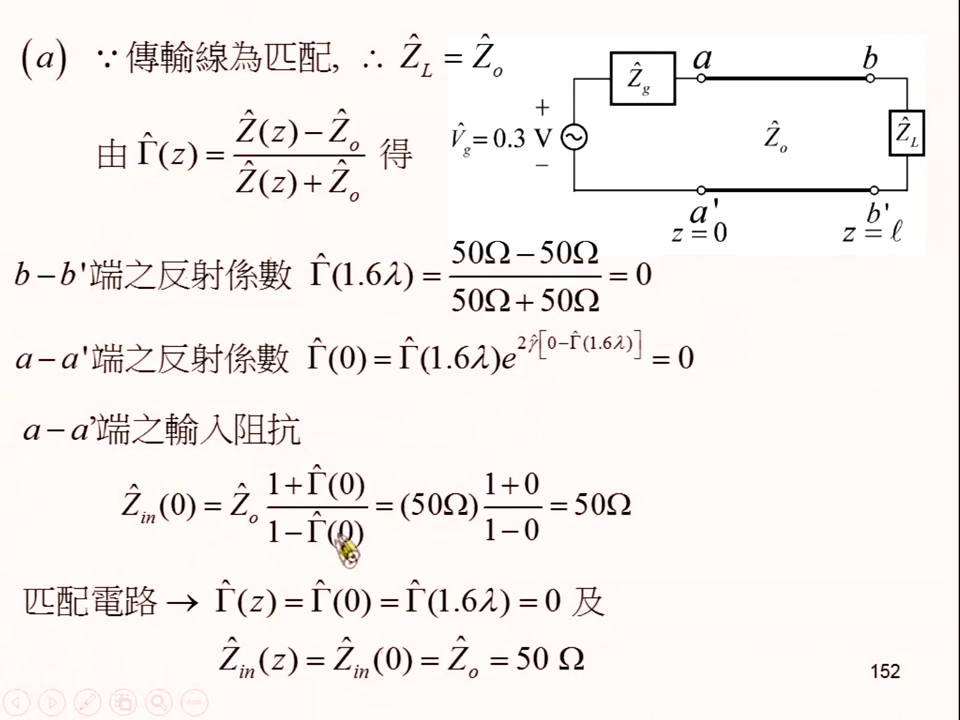 (a) ∵ 傳輸線為匹配, ∴ Ẑ_L = Ẑ_o
由 Γ̂(z) = (Ẑ(z) − Ẑ_o) / (Ẑ(z) + Ẑ_o) 得
Ẑ_g a b
+
V̂_g = 0.3 V Ẑ_o Ẑ_L
−
a' b'
z = 0 z = ℓ
b − b' 端之反射係數 Γ̂(1.6λ) = (50Ω − 50Ω) / (50Ω + 50Ω) = 0
a − a' 端之反射係數 Γ̂(0) = Γ̂(1.6λ)e^{2γ̂[0−Γ̂(1.6λ)]} = 0
a − a’端之輸入阻抗
Ẑ_in(0) = Ẑ_o (1 + Γ̂(0)) / (1 − Γ̂(0)) = (50Ω) (1 + 0) / (1 − 0) = 50Ω
匹配電路 → Γ̂(z) = Γ̂(0) = Γ̂(1.6λ) = 0 及
Ẑ_in(z) = Ẑ_in(0) = Ẑ_o = 50 Ω
152